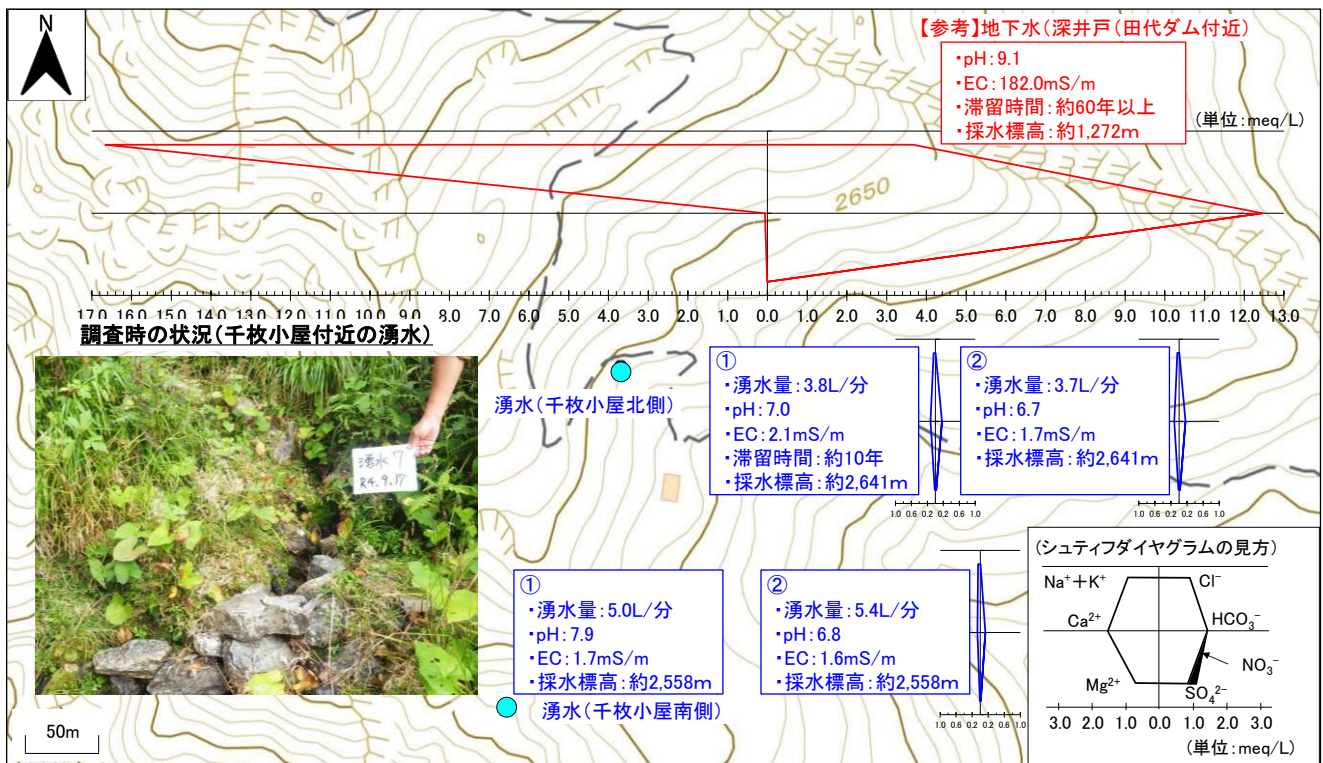 N
【参考】地下水(深井戸(田代ダム付近)
・pH:9.1
・EC:182.0mS/m
・滞留時間:約60年以上
・採水標高:約1,272m
(単位:meq/L)
2650
17.0 16.0 15.0 14.0 13.0 12.0 11.0 10.0 9.0 8.0 7.0 6.0 5.0 4.0 3.0 2.0 1.0 0.0 1.0 2.0 3.0 4.0 5.0 6.0 7.0 8.0 9.0 10.0 11.0 12.0 13.0
調査時の状況(千枚小屋付近の湧水)
湧水7
R4.9.17
湧水(千枚小屋北側)
①
・湧水量:3.8L/分
・pH:7.0
・EC:2.1mS/m
・滞留時間:約10年
・採水標高:約2,641m
1.0 0.6 0.2 0.2 0.6 1.0
②
・湧水量:3.7L/分
・pH:6.7
・EC:1.7mS/m
・採水標高:約2,641m
1.0 0.6 0.2 0.2 0.6 1.0
①
・湧水量:5.0L/分
・pH:7.9
・EC:1.7mS/m
・採水標高:約2,558m
②
・湧水量:5.4L/分
・pH:6.8
・EC:1.6mS/m
・採水標高:約2,558m
1.0 0.6 0.2 0.2 0.6 1.0
湧水(千枚小屋南側)
(シュティフダイヤグラムの見方)
Na⁺+K⁺
Cl⁻
Ca²⁺
HCO₃⁻
NO₃⁻
Mg²⁺
SO₄²⁻
3.0 2.0 1.0 0.0 1.0 2.0 3.0
(単位:meq/L)
50m